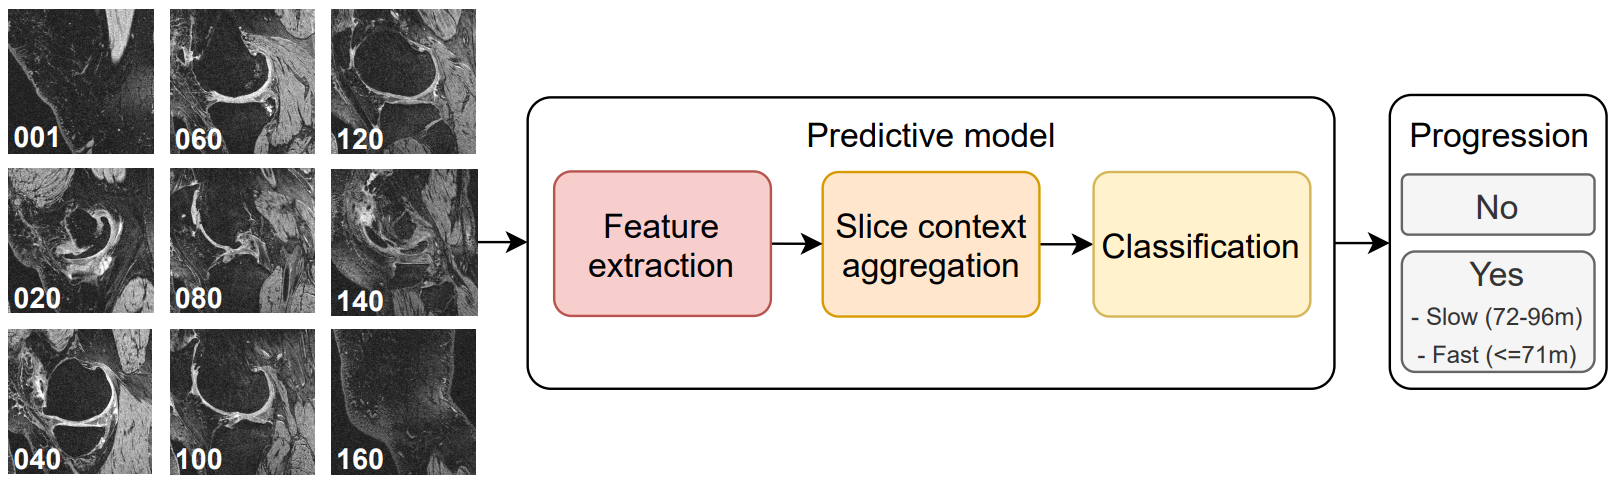 001
060
120
020
080
140
040
100
160
Predictive model
Feature
extraction
Slice context
aggregation
Classification
Progression
No
Yes
- Slow (72-96m)
- Fast (<=71m)